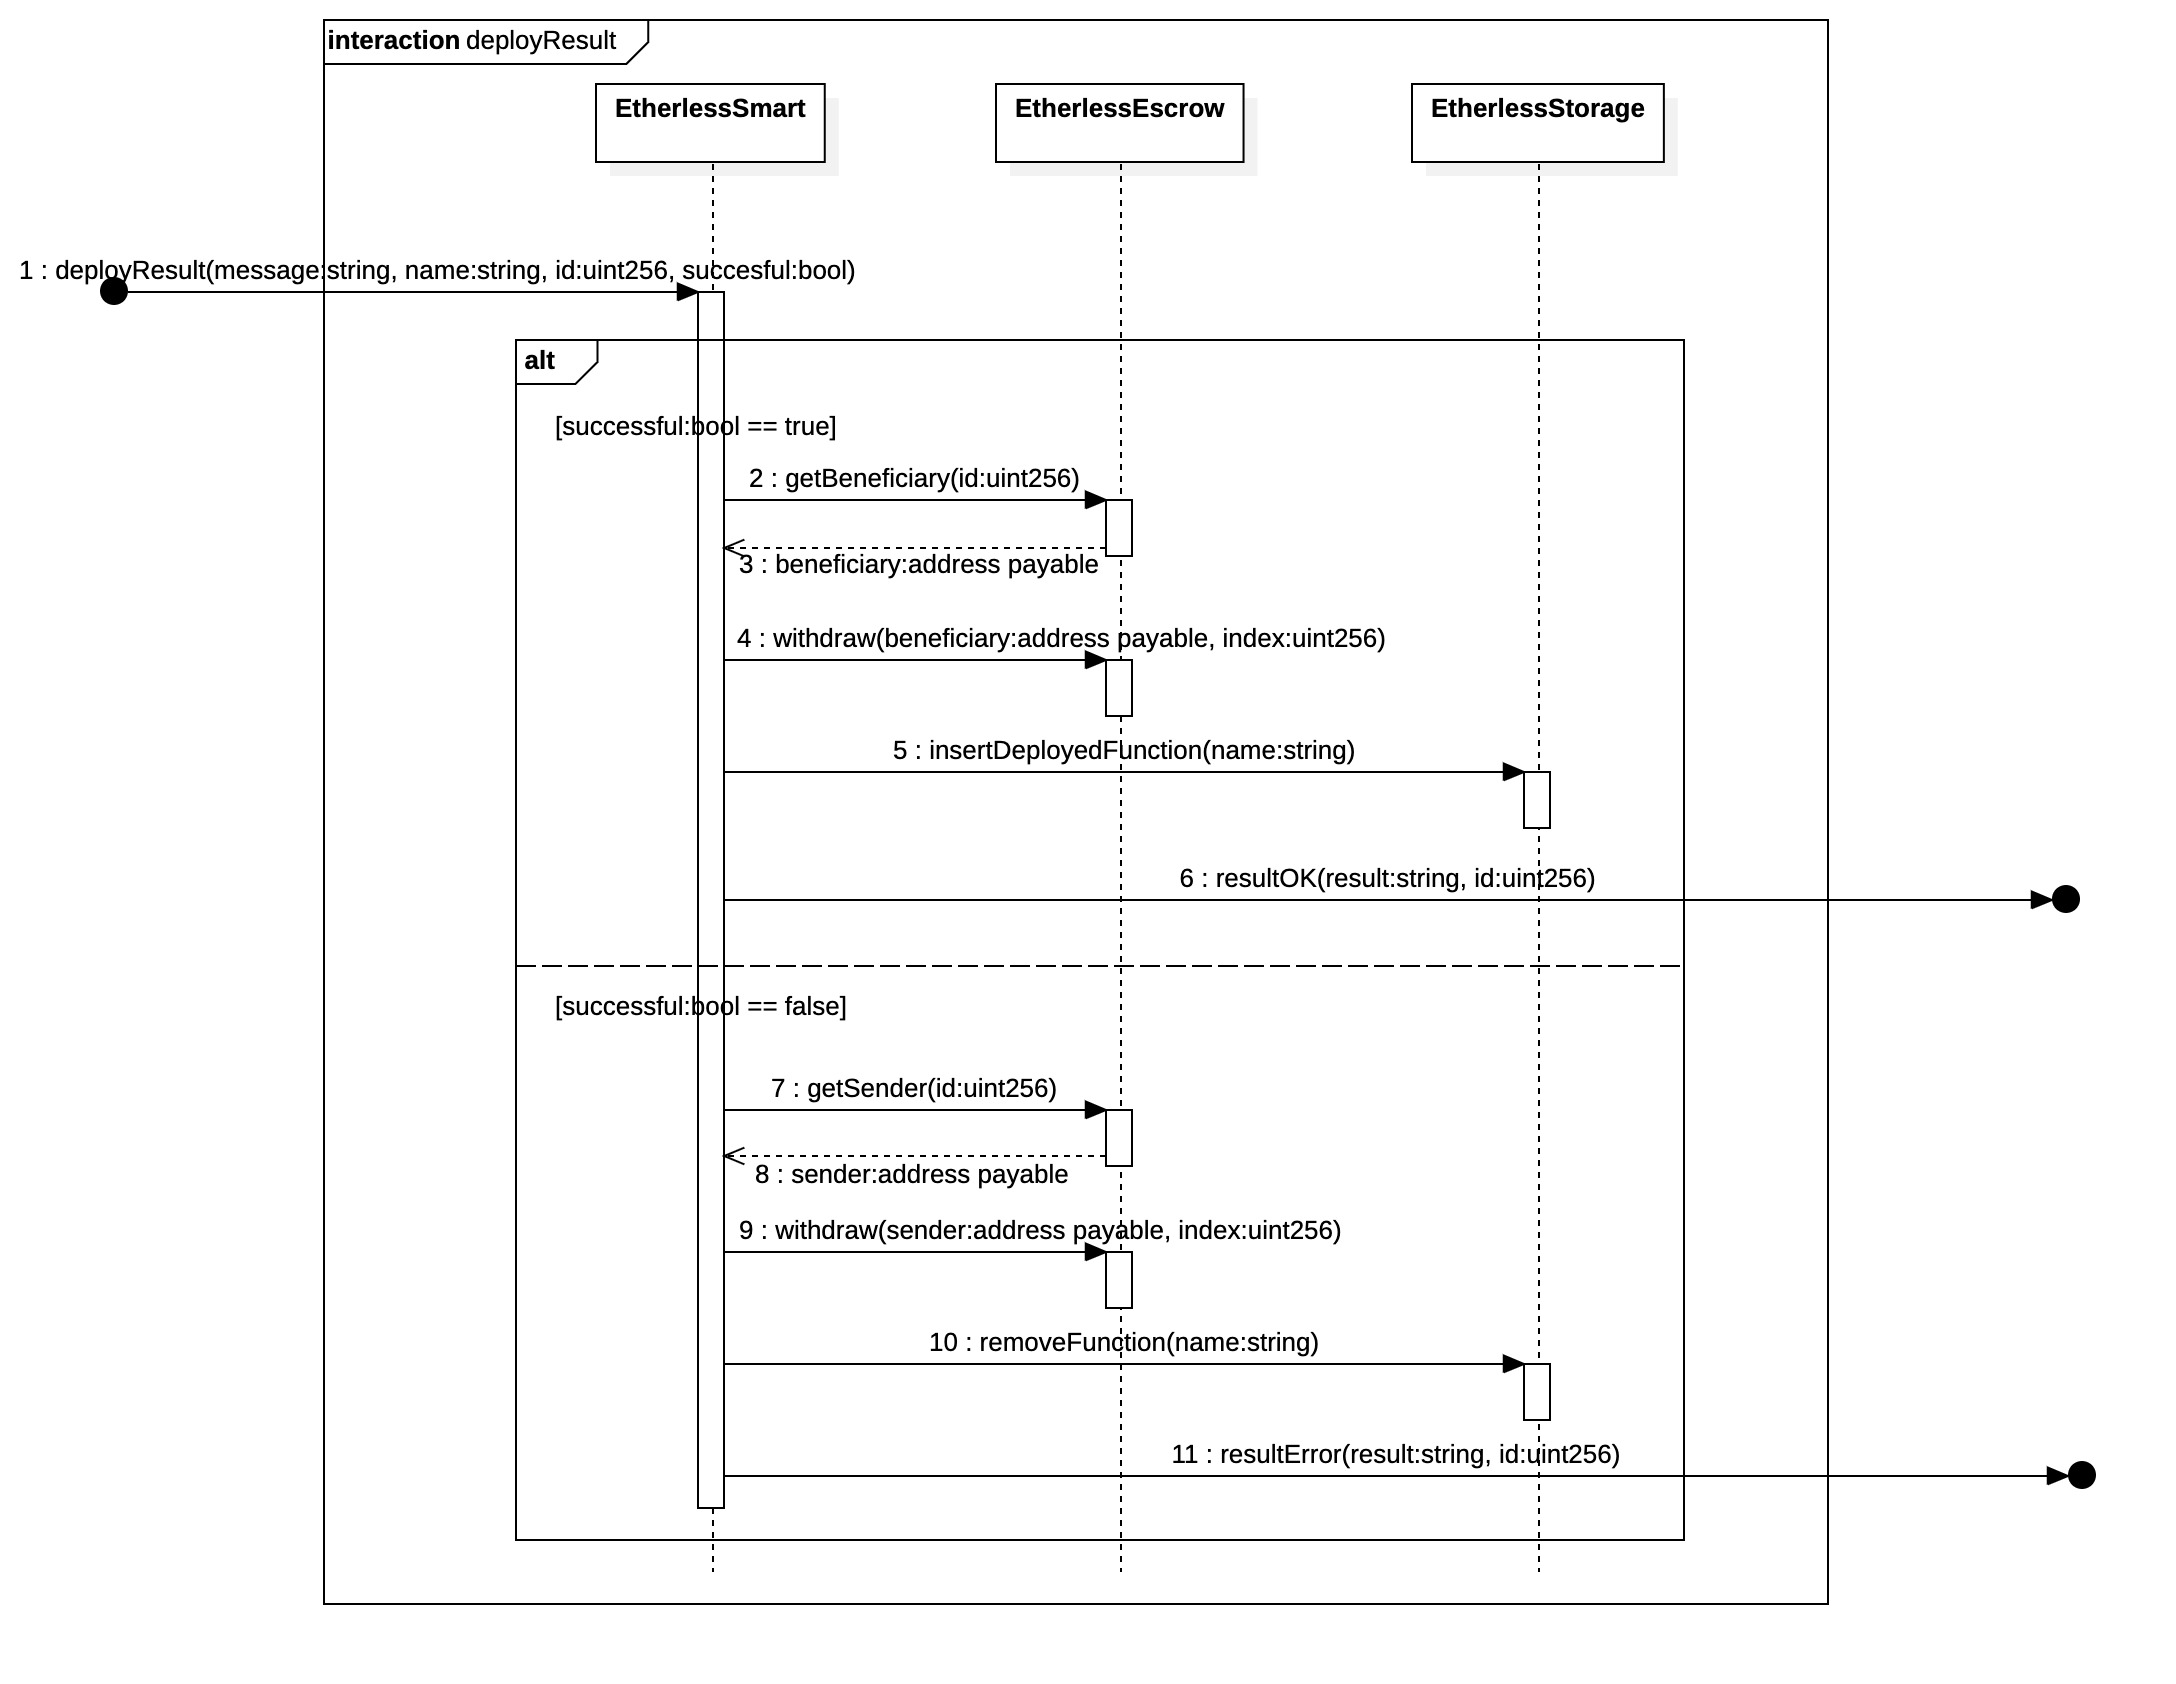 interaction deployResult
EtherlessSmart
EtherlessEscrow
EtherlessStorage
1 : deployResult(message:string, name:string, id:uint256, succesful:bool)
alt
[successful:bool == true]
2 : getBeneficiary(id:uint256)
3 : beneficiary:address payable
4 : withdraw(beneficiary:address payable, index:uint256)
5 : insertDeployedFunction(name:string)
6 : resultOK(result:string, id:uint256)
[successful:bool == false]
7 : getSender(id:uint256)
8 : sender:address payable
9 : withdraw(sender:address payable, index:uint256)
10 : removeFunction(name:string)
11 : resultError(result:string, id:uint256)